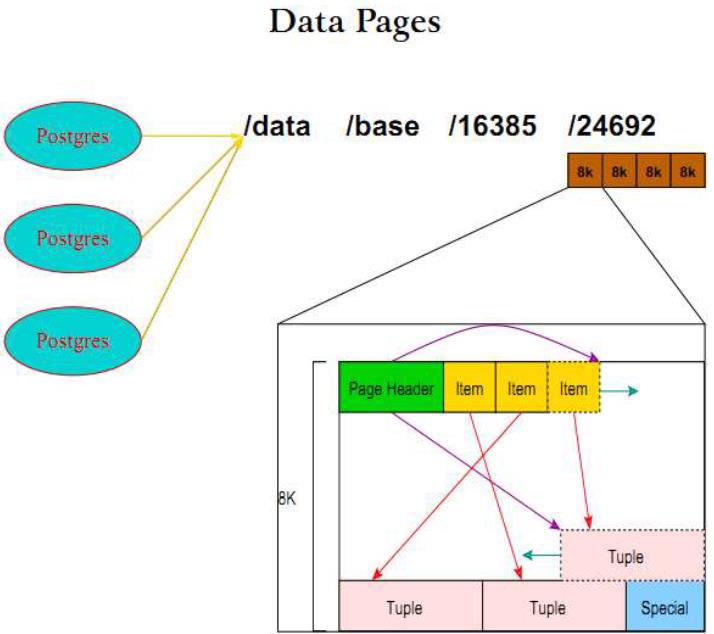 Data Pages
Postgres
/data /base /16385 /24692
8k 8k 8k 8k
Postgres
Postgres
Page Header Item Item Item
8K
Tuple
Tuple Tuple Special